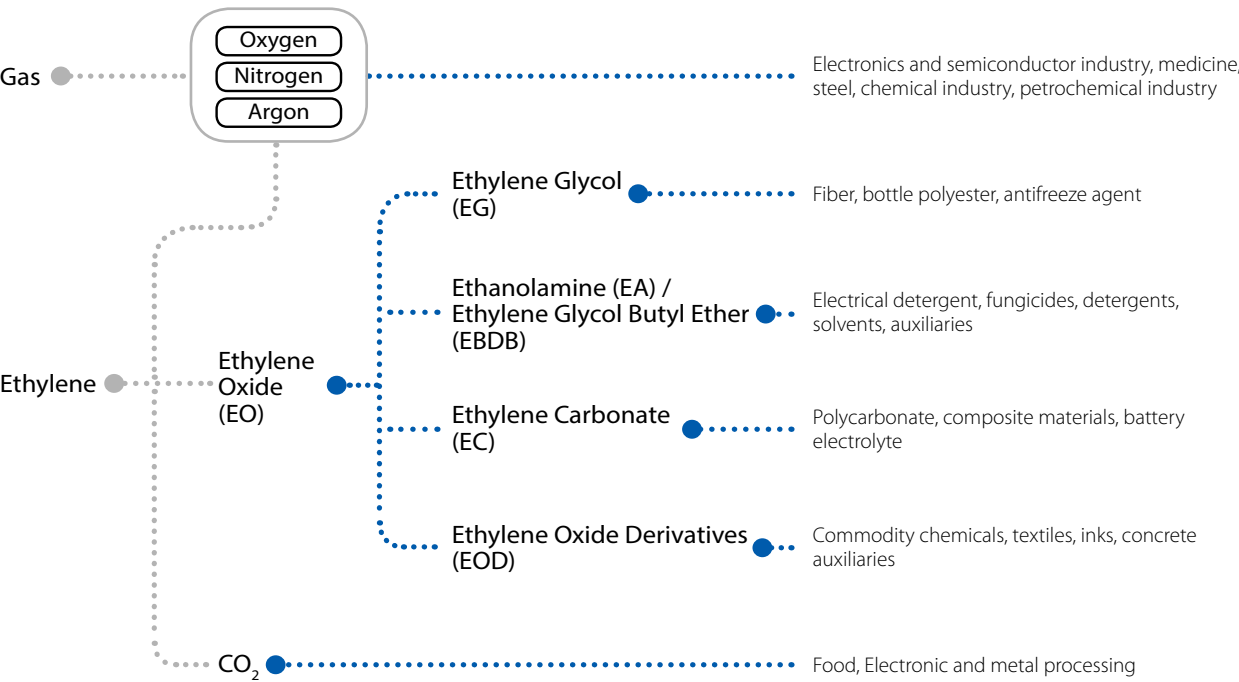 Oxygen
Gas
Nitrogen
Argon
Electronics and semiconductor industry, medicine,
steel, chemical industry, petrochemical industry
Ethylene Glycol
(EG)
Fiber, bottle polyester, antifreeze agent
Ethanolamine (EA) /
Ethylene Glycol Butyl Ether
(EBDB)
Electrical detergent, fungicides, detergents,
solvents, auxiliaries
Ethylene
Ethylene
Oxide
(EO)
Ethylene Carbonate
(EC)
Polycarbonate, composite materials, battery
electrolyte
Ethylene Oxide Derivatives
(EOD)
Commodity chemicals, textiles, inks, concrete
auxiliaries
CO₂
Food, Electronic and metal processing